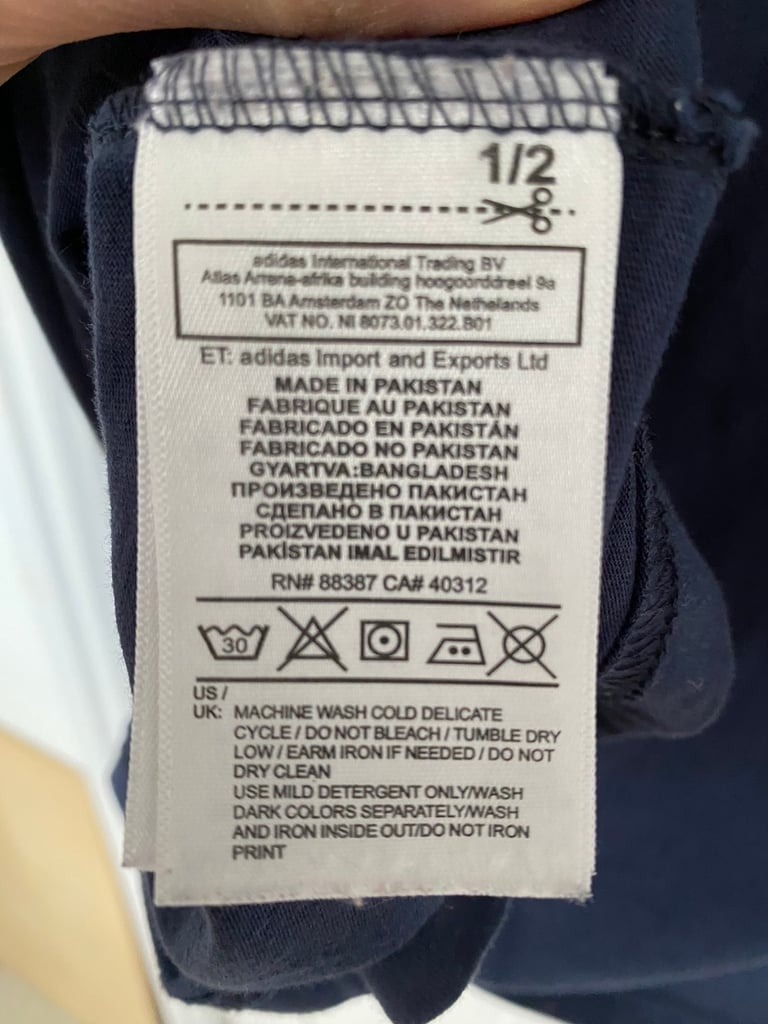 1/2
adidas International Trading BV
Atlas Arrena-afrika building hoogoorddreel 9a
1101 BA Amsterdam ZO The Nethelands
VAT NO. NI 8073.01.322.B01
ET: adidas Import and Exports Ltd
MADE IN PAKISTAN
FABRIQUE AU PAKISTAN
FABRICADO EN PAKISTÁN
FABRICADO NO PAKISTAN
GYARTVA:BANGLADESH
ПРОИЗВЕДЕНО ПАКИСТАН
СДЕПАНО В ПАКИСТАН
PROIZVEDENO U PAKISTAN
PAKİSTAN IMAL EDILMISTIR
RN# 88387 CA# 40312
30
US /
UK: MACHINE WASH COLD DELICATE
CYCLE / DO NOT BLEACH / TUMBLE DRY
LOW / EARM IRON IF NEEDED / DO NOT
DRY CLEAN
USE MILD DETERGENT ONLY/WASH
DARK COLORS SEPARATELY/WASH
AND IRON INSIDE OUT/DO NOT IRON
PRINT